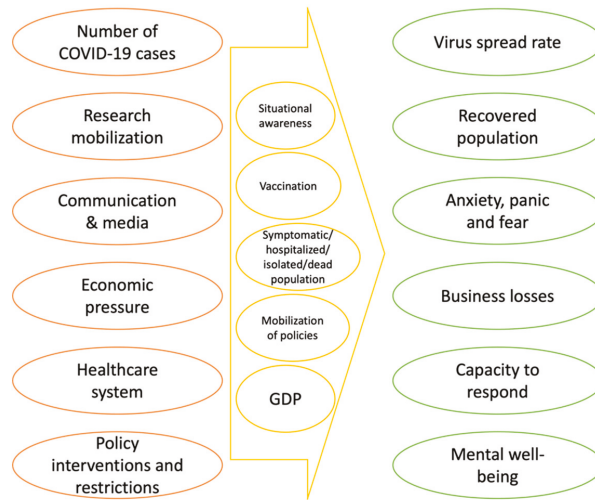 Number of
COVID-19 cases
Research
mobilization
Communication
& media
Economic
pressure
Healthcare
system
Policy
interventions and
restrictions
Situational
awareness
Vaccination
Symptomatic/
hospitalized/
isolated/dead
population
Mobilization
of policies
GDP
Virus spread rate
Recovered
population
Anxiety, panic
and fear
Business losses
Capacity to
respond
Mental well-
being